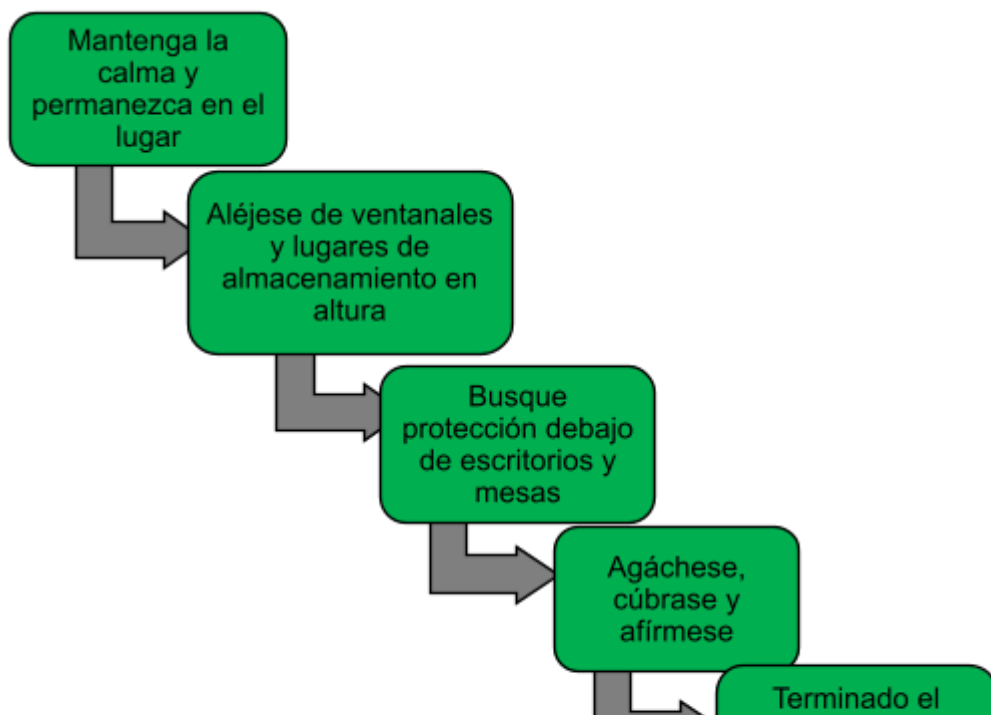 Mantenga la
calma y
permanezca en el
lugar
Aléjese de ventanales
y lugares de
almacenamiento en
altura
Busque
protección debajo
de escritorios y
mesas
Agáchese,
cúbrase y
afírmese
Terminado el